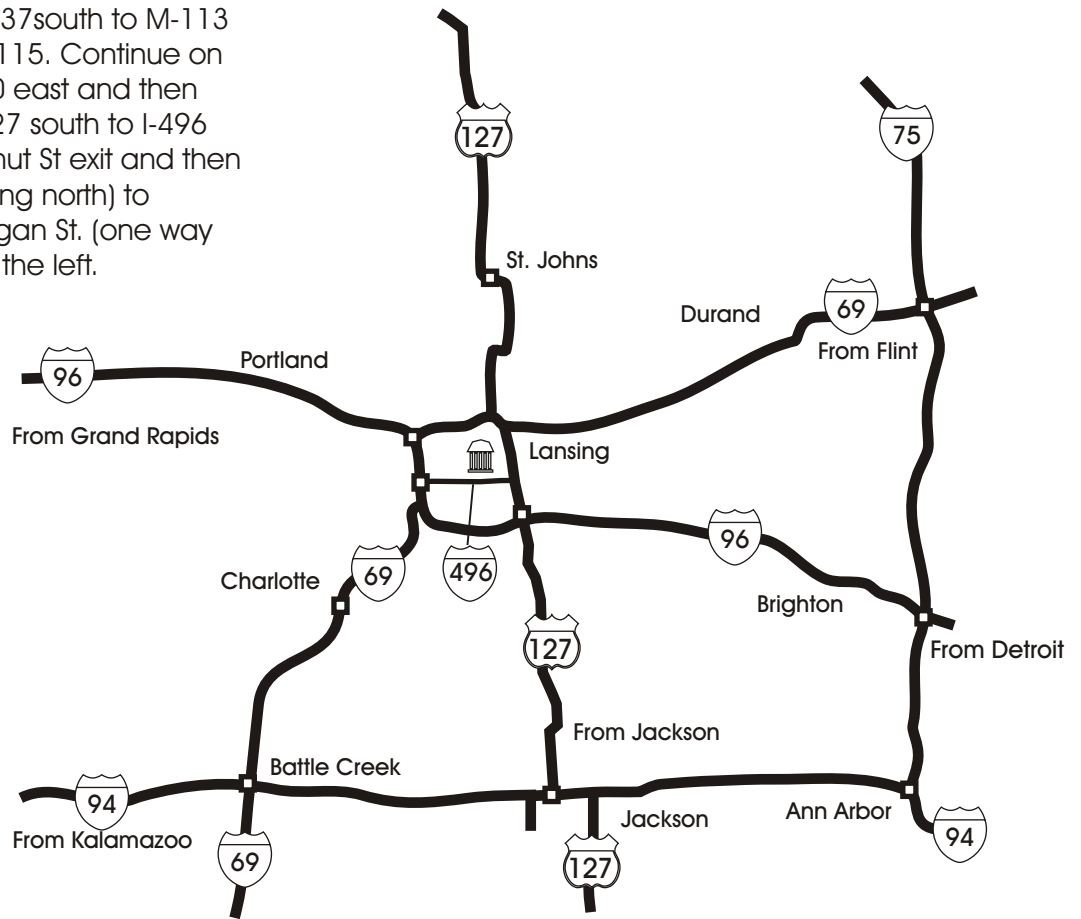 37south to M-113
115. Continue on
0 east and then
27 south to I-496
nut St exit and then
ng north) to
gan St. (one way
the left.
127
75
St. Johns
Durand
69
From Flint
Portland
96
From Grand Rapids
Lansing
96
69
496
Charlotte
Brighton
127
From Detroit
From Jackson
Battle Creek
94
From Kalamazoo
Jackson
Ann Arbor
94
69
127